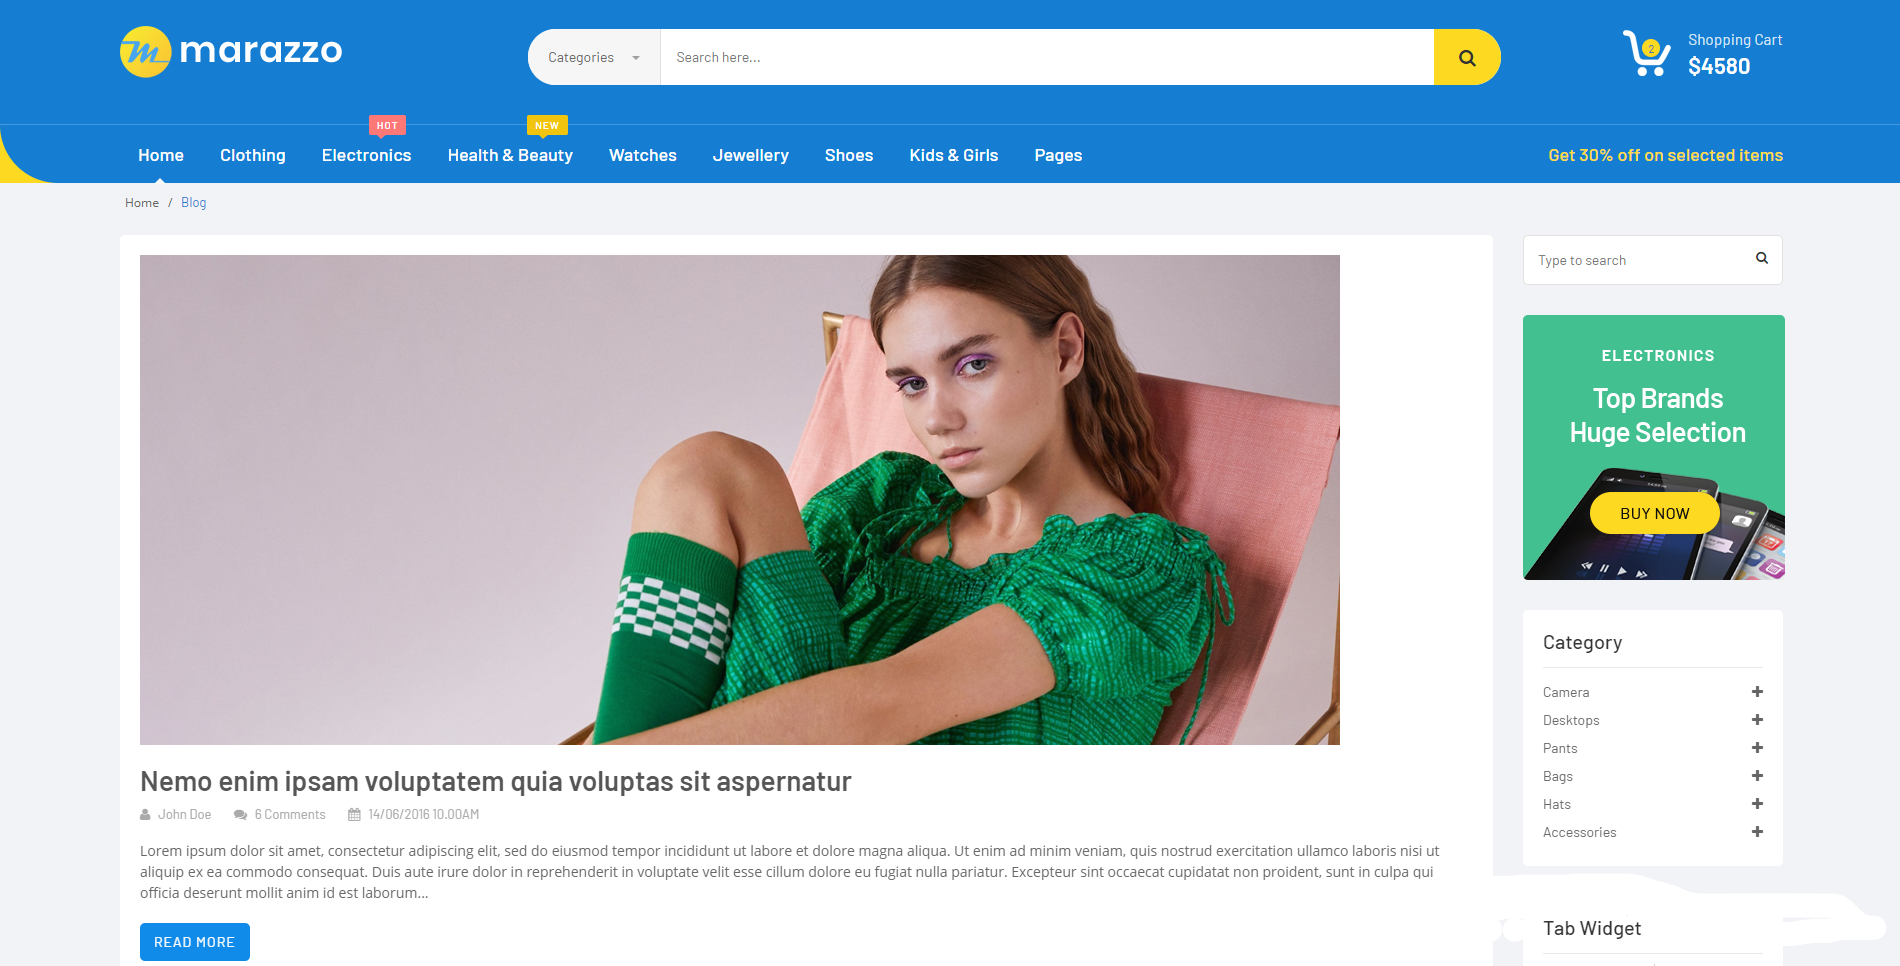 marazzo
Categories
Search here...
2
Shopping Cart
$4580
HOT
NEW
Home
Clothing
Electronics
Health & Beauty
Watches
Jewellery
Shoes
Kids & Girls
Pages
Get 30% off on selected items
Home / Blog
Nemo enim ipsam voluptatem quia voluptas sit aspernatur
John Doe
6 Comments
14/06/2016 10.00AM
Lorem ipsum dolor sit amet, consectetur adipiscing elit, sed do eiusmod tempor incididunt ut labore et dolore magna aliqua. Ut enim ad minim veniam, quis nostrud exercitation ullamco laboris nisi ut
aliquip ex ea commodo consequat. Duis aute irure dolor in reprehenderit in voluptate velit esse cillum dolore eu fugiat nulla pariatur. Excepteur sint occaecat cupidatat non proident, sunt in culpa qui
officia deserunt mollit anim id est laborum...
READ MORE
Type to search
ELECTRONICS
Top Brands
Huge Selection
BUY NOW
Category
Camera
Desktops
Pants
Bags
Hats
Accessories
Tab Widget